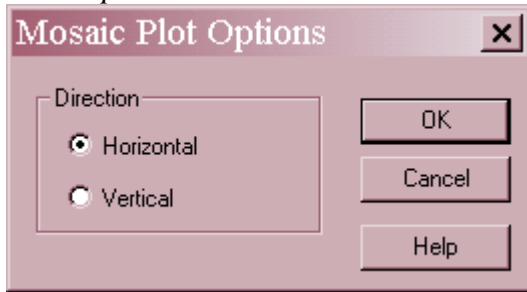 Mosaic Plot Options
Direction
Horizontal
Vertical
OK
Cancel
Help